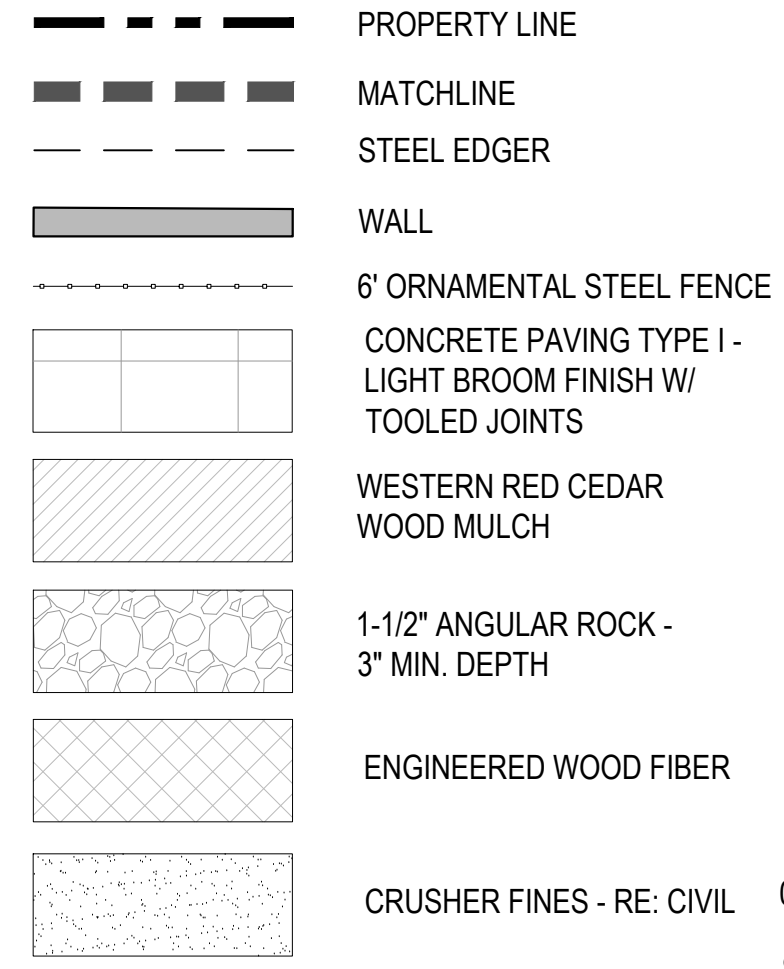 PROPERTY LINE
MATCHLINE
STEEL EDGER
WALL
6' ORNAMENTAL STEEL FENCE
CONCRETE PAVING TYPE I -
LIGHT BROOM FINISH W/
TOOLED JOINTS
WESTERN RED CEDAR
WOOD MULCH
1-1/2" ANGULAR ROCK -
3" MIN. DEPTH
ENGINEERED WOOD FIBER
CRUSHER FINES - RE: CIVIL